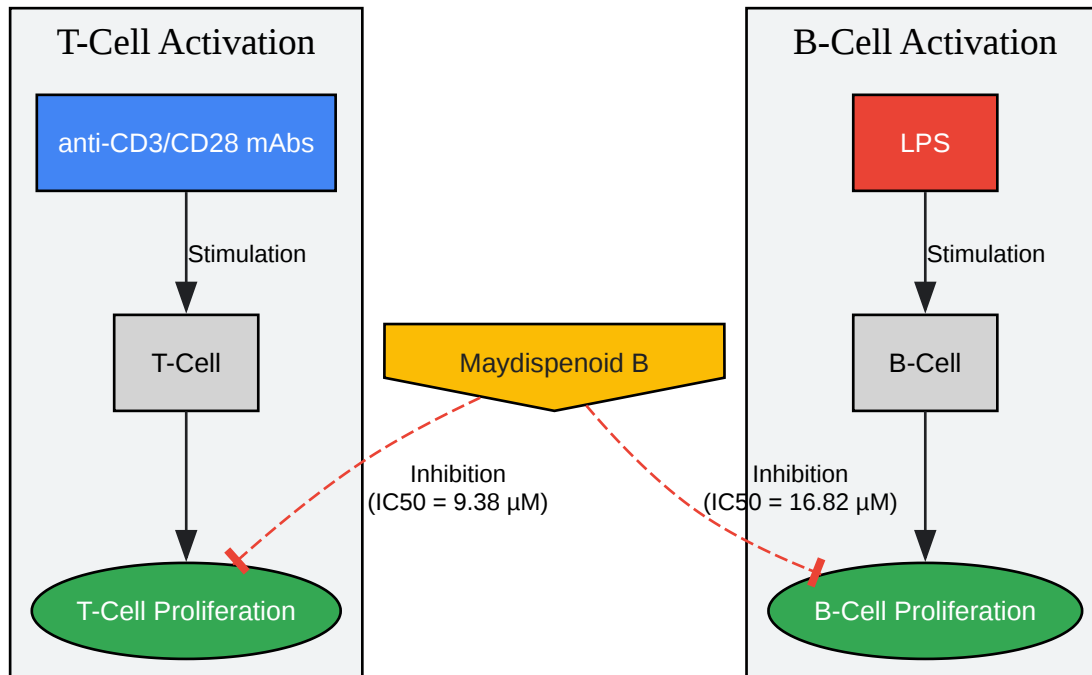 T-Cell Activation
anti-CD3/CD28 mAbs
Stimulation
T-Cell
T-Cell Proliferation
Maydispenoid B
Inhibition
(IC50 = 9.38 µM)
Inhibition
(IC50 = 16.82 µM)
B-Cell Activation
LPS
Stimulation
B-Cell
B-Cell Proliferation